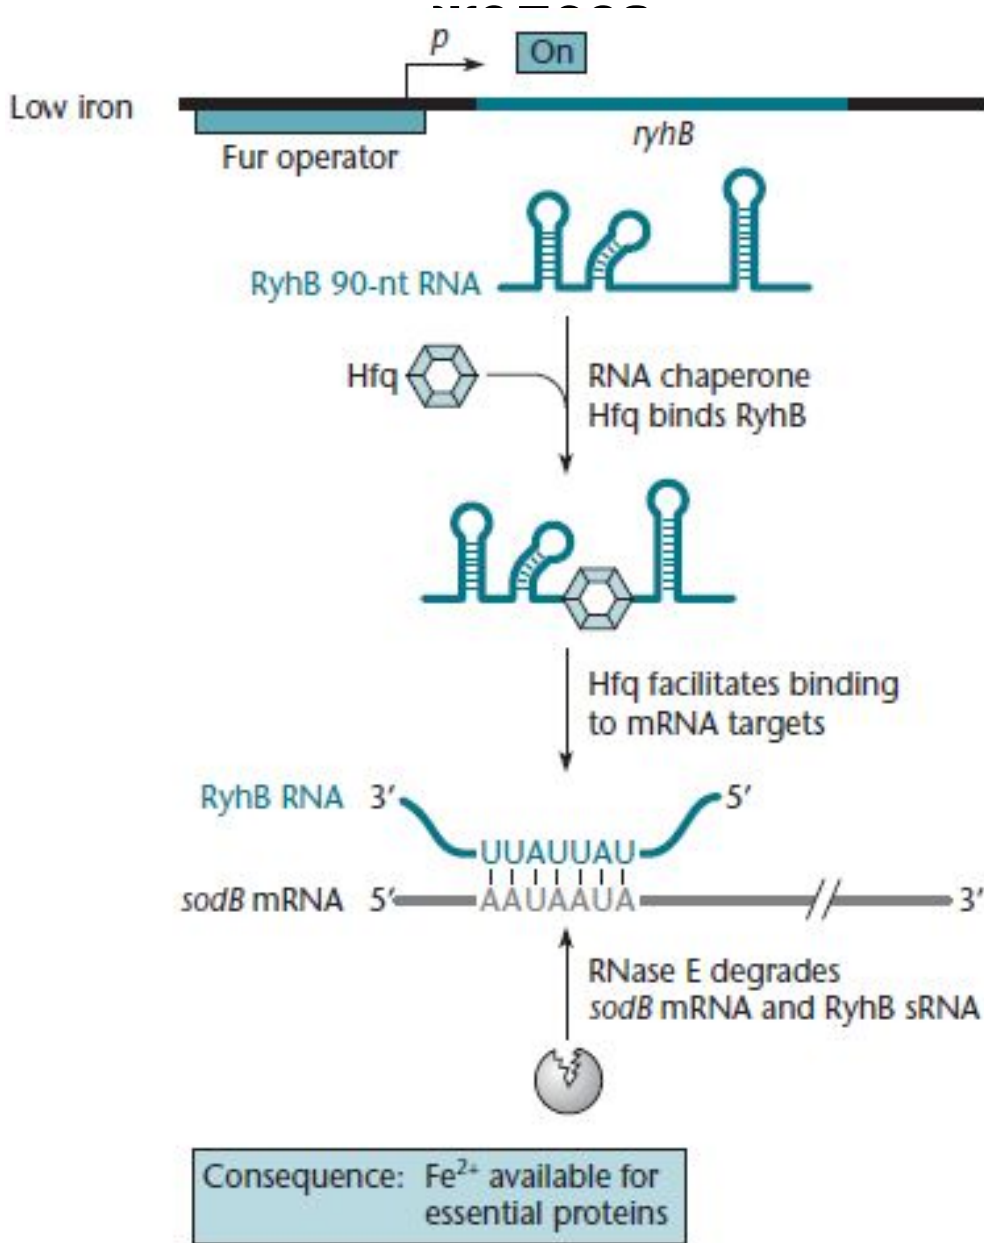 p
On
Low iron
ryhB
Fur operator
RyhB 90-nt RNA
Hfq
RNA chaperone
Hfq binds RyhB
Hfq facilitates binding
to mRNA targets
RyhB RNA 3′ 5′
UUAUUAU
sodB mRNA 5′ AAUAAUA 3′
RNase E degrades
sodB mRNA and RyhB sRNA
Consequence: Fe²⁺ available for
essential proteins